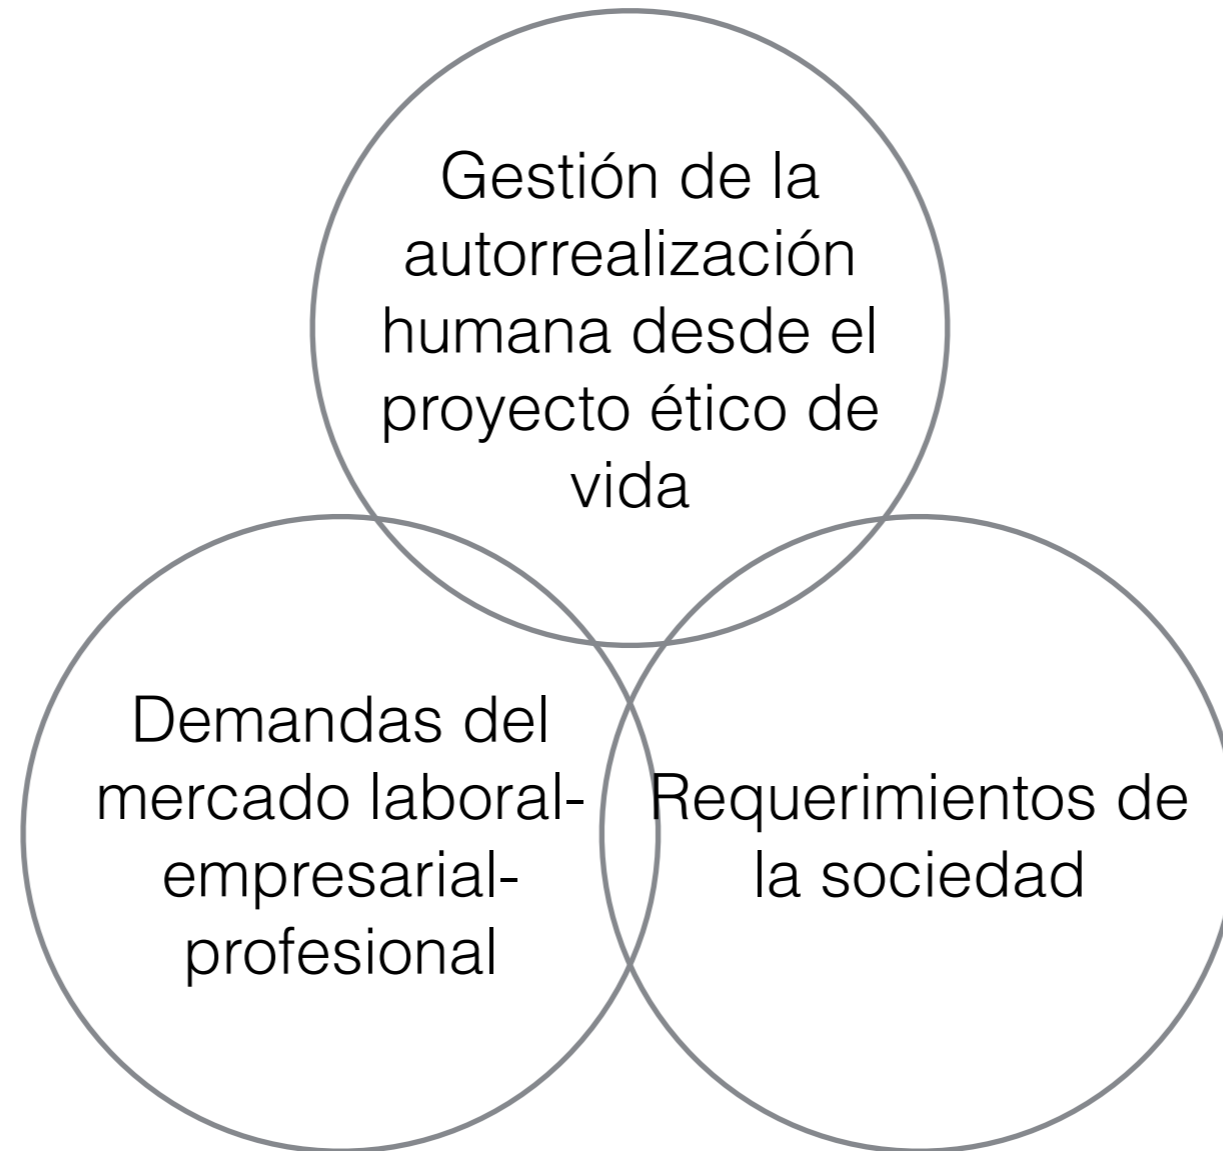 Gestión de la
autorrealización
humana desde el
proyecto ético de
vida
Demandas del
mercado laboral-
empresarial-
profesional
Requerimientos de
la sociedad